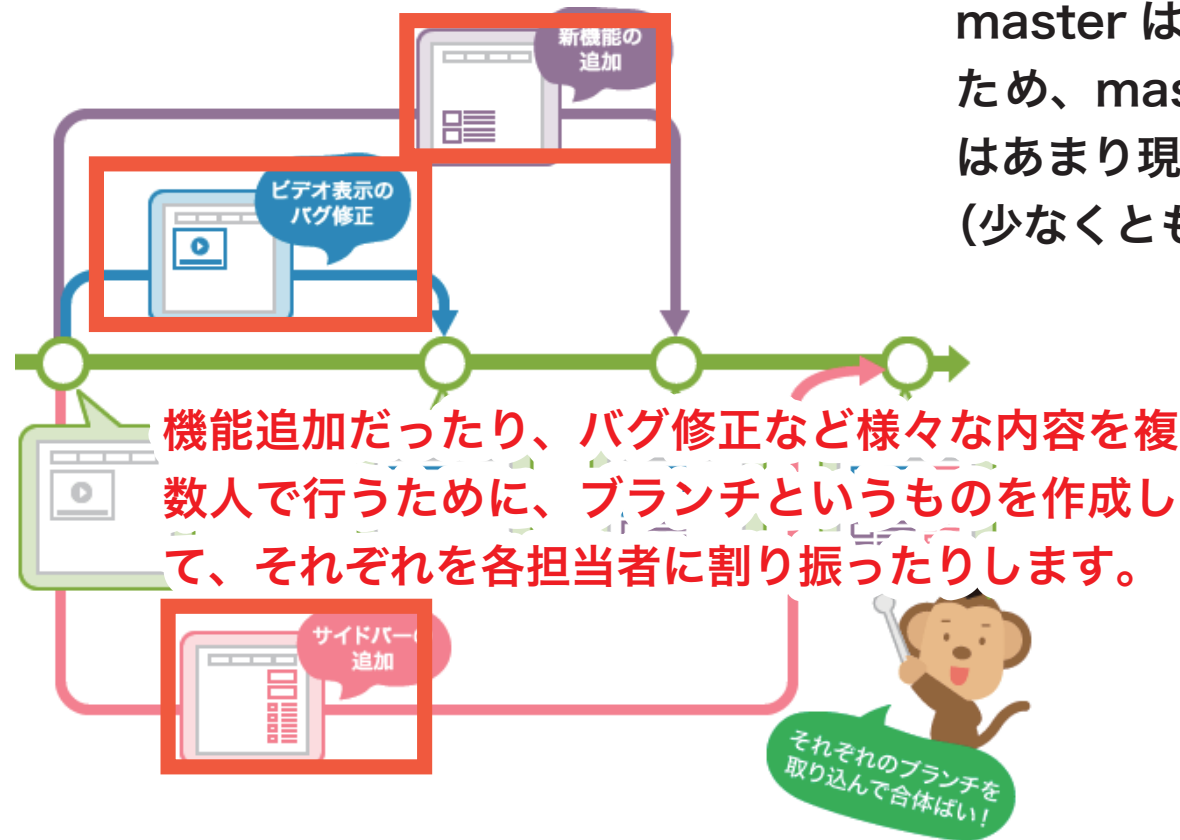 新機能の
追加
master は
ため、mas
はあまり現
（少なくとも
ビデオ表示の
バグ修正
機能追加だったり、バグ修正など様々な内容を複
数人で行うために、ブランチというものを作成し
て、それぞれを各担当者に割り振ったりします。
サイドバーの
追加
それぞれのブランチを
取り込んで合体ばい！